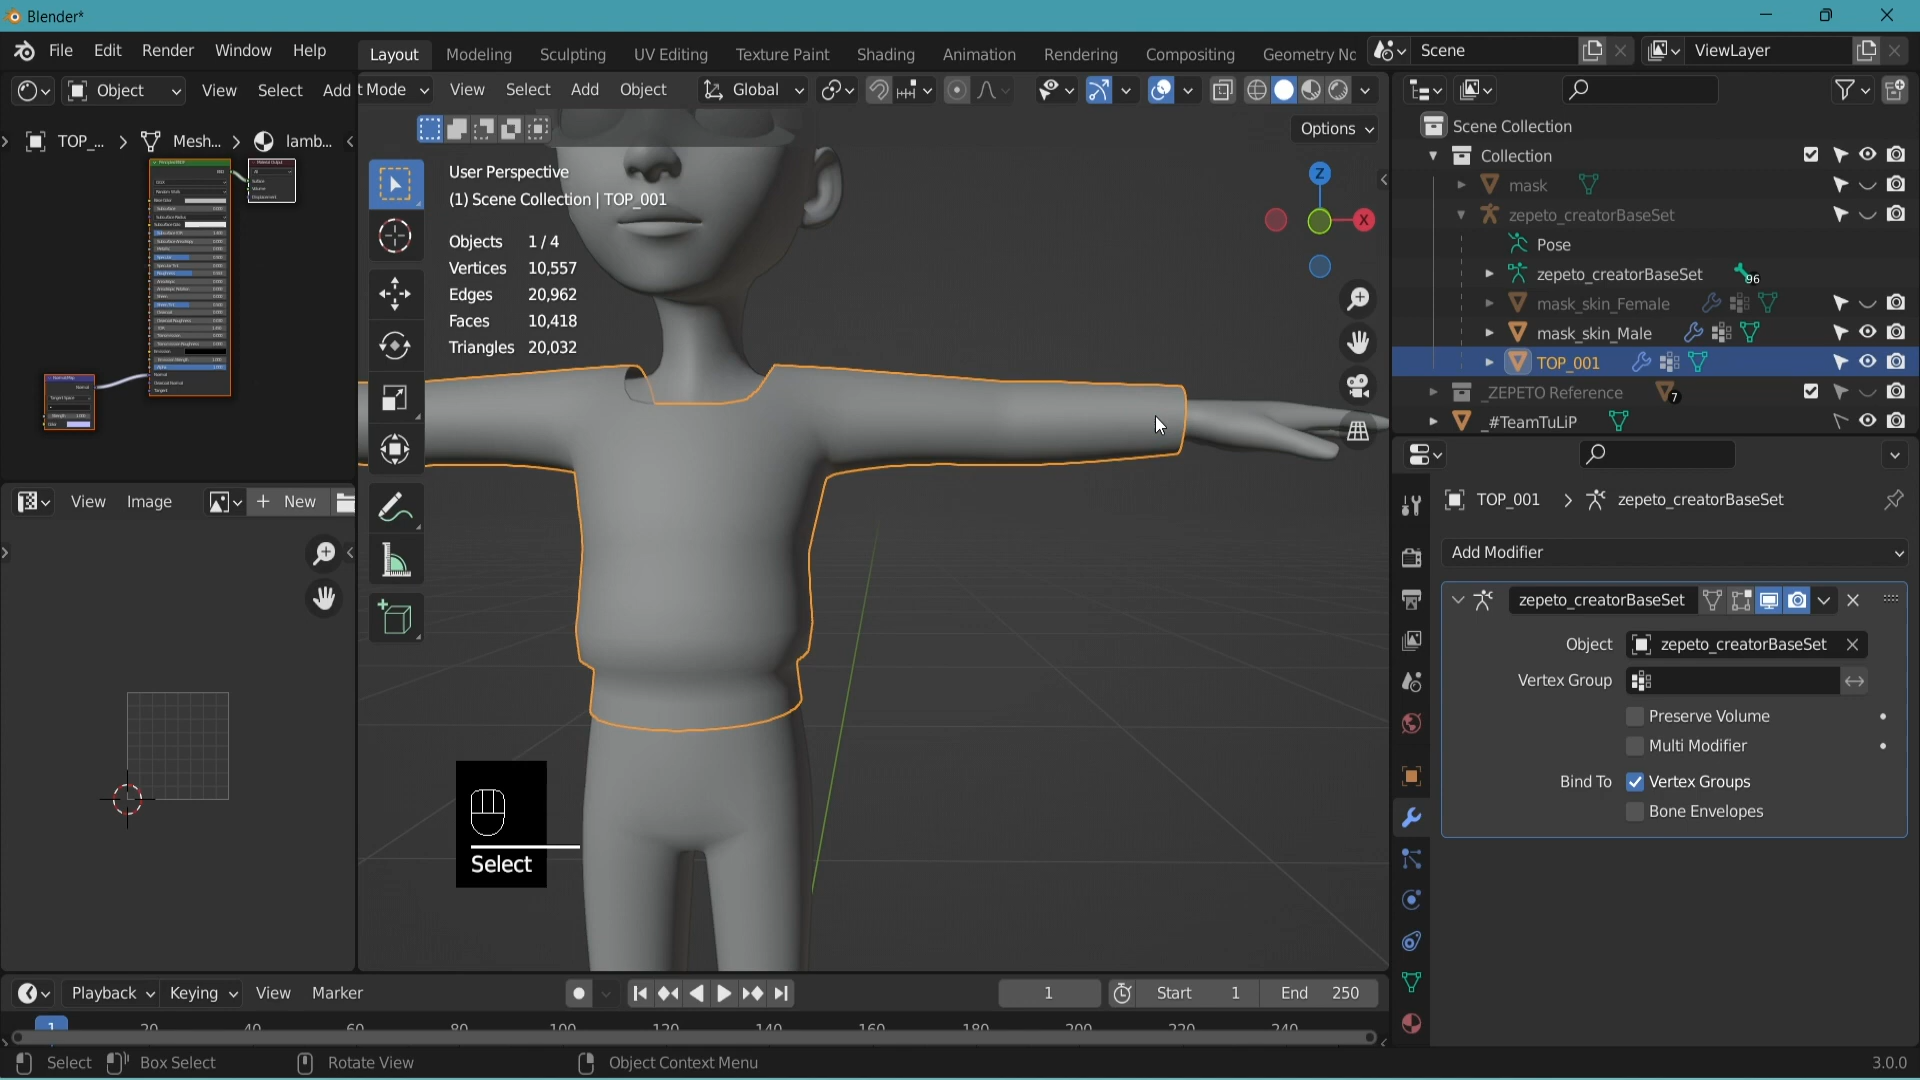 Blender*
File Edit Render Window Help
Layout Modeling Sculpting UV Editing Texture Paint Shading Animation Rendering Compositing Geometry Nc
Scene
ViewLayer
Object View Select Add
t Mode View Select Add Object Global
Options
TOP_... Mesh... lamb...
User Perspective
(1) Scene Collection | TOP_001
Objects 1 / 4
Vertices 10,557
Edges 20,962
Faces 10,418
Triangles 20,032
Z
X
Scene Collection
Collection
mask
zepeto_creatorBaseSet
Pose
zepeto_creatorBaseSet 96
mask_skin_Female
mask_skin_Male
TOP_001
_ZEPETO Reference 7
_#TeamTuLiP
TOP_001 zepeto_creatorBaseSet
Add Modifier
zepeto_creatorBaseSet
Object zepeto_creatorBaseSet
Vertex Group
Preserve Volume
Multi Modifier
Bind To Vertex Groups
Bone Envelopes
View Image New
Select
Playback Keying View Marker
1
Start 1
End 250
1 20 40 60 80 100 120 140 160 180 200 220 240
Select Box Select Rotate View Object Context Menu
3.0.0